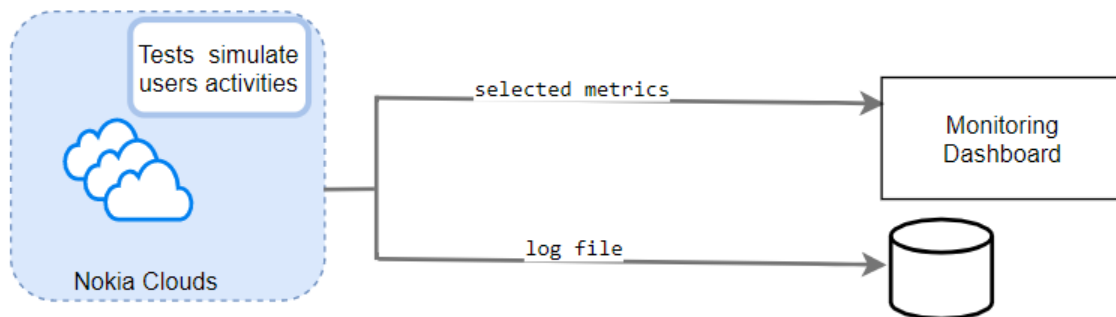 Tests simulate
users activities
selected metrics
Monitoring
Dashboard
log file
Nokia Clouds